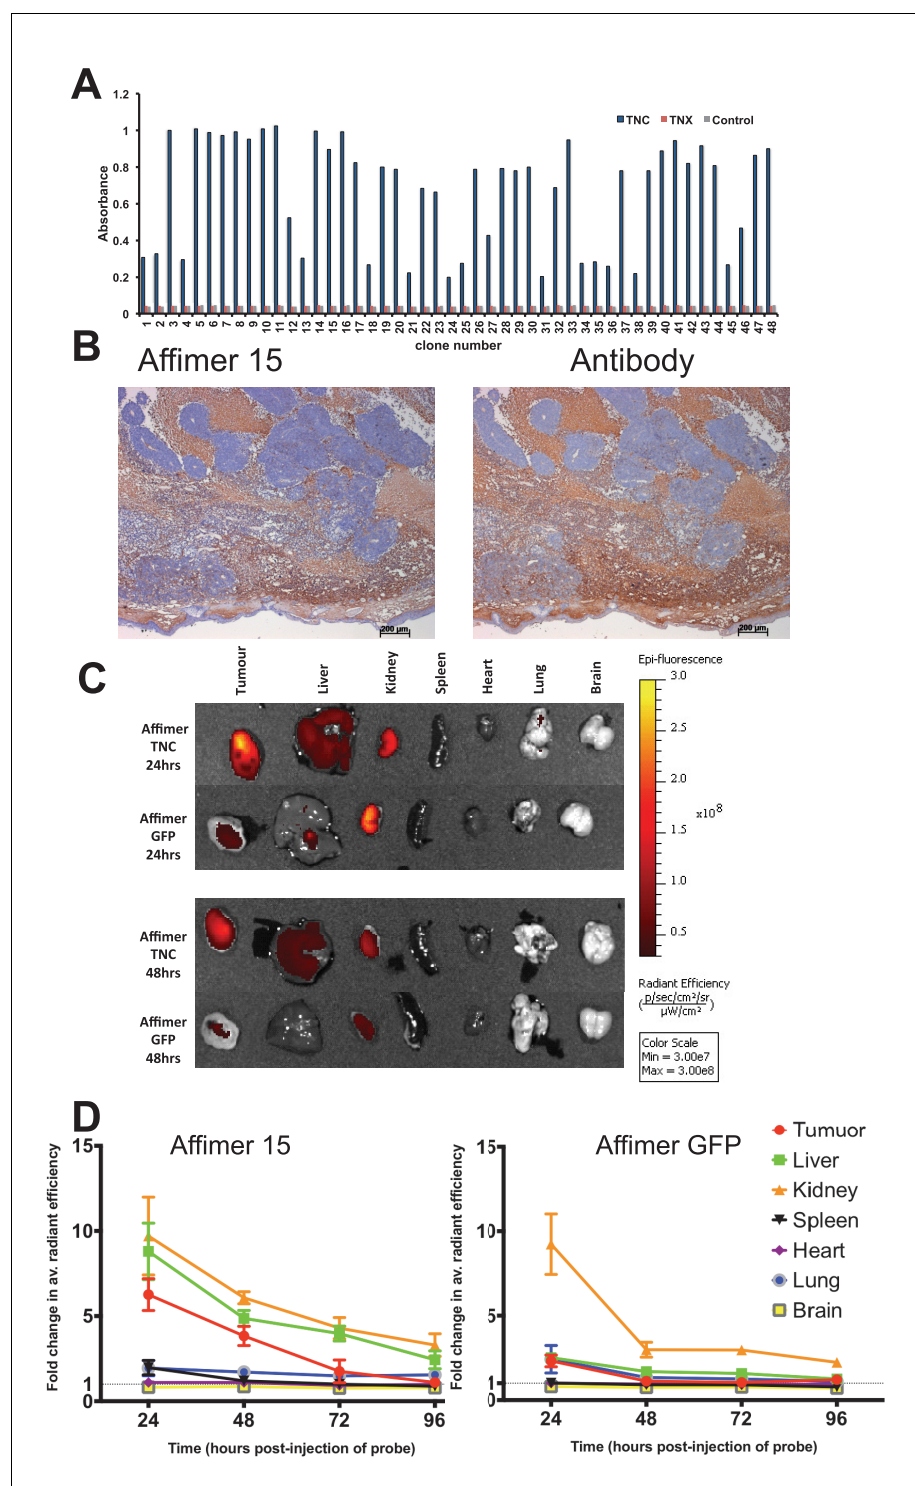 A
1.2
1
0.8
0.6
0.4
0.2
0
Absorbance
TNC TNX Control
1 2 3 4 5 6 7 8 9 10 11 12 13 14 15 16 17 18 19 20 21 22 23 24 25 26 27 28 29 30 31 32 33 34 35 36 37 38 39 40 41 42 43 44 45 46 47 48
clone number
B
Affimer 15
Antibody
200 µm
200 µm
C
Tumour
Liver
Kidney
Spleen
Heart
Lung
Brain
Affimer
TNC
24hrs
Affimer
GFP
24hrs
Affimer
TNC
48hrs
Affimer
GFP
48hrs
Epi-fluorescence
3.0
2.5
2.0
1.5
1.0
0.5
x10⁸
Radiant Efficiency
(p/sec/cm²/sr
µW/cm²)
Color Scale
Min = 3.00e7
Max = 3.00e8
D
Affimer 15
15
10
5
1
0
Fold change in av. radiant efficiency
24 48 72 96
Time (hours post-injection of probe)
Affimer GFP
15
10
5
1
0
Fold change in av. radiant efficiency
24 48 72 96
Time (hours post-injection of probe)
Tumuor
Liver
Kidney
Spleen
Heart
Lung
Brain